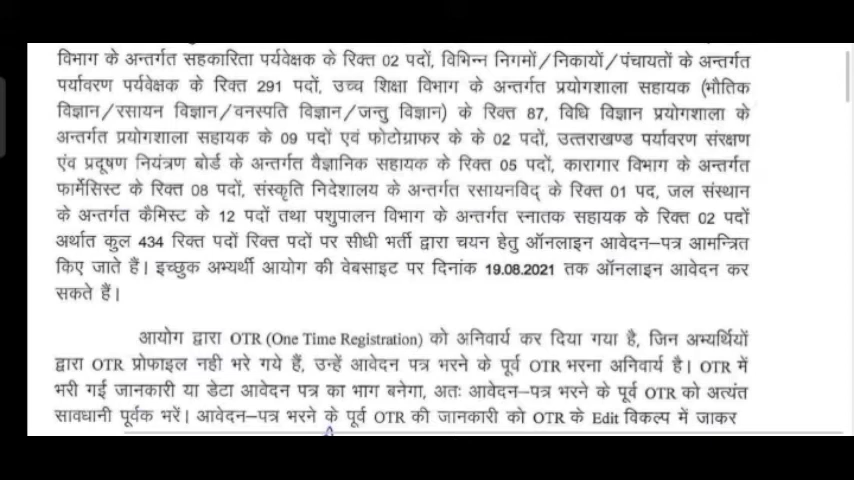 विभाग के अन्तर्गत सहकारिता पर्यवेक्षक के रिक्त 02 पदों, विभिन्न निगमों/निकायों/पंचायतों के अन्तर्गत
पर्यावरण पर्यवेक्षक के रिक्त 291 पदों, उच्च शिक्षा विभाग के अन्तर्गत प्रयोगशाला सहायक (भौतिक
विज्ञान/रसायन विज्ञान/वनस्पति विज्ञान/जन्तु विज्ञान) के रिक्त 87, विधि विज्ञान प्रयोगशाला के
अन्तर्गत प्रयोगशाला सहायक के 09 पदों एवं फोटोग्राफर के के 02 पदों, उत्तराखण्ड पर्यावरण संरक्षण
एंव प्रदूषण नियंत्रण बोर्ड के अन्तर्गत वैज्ञानिक सहायक के रिक्त 05 पदों, कारागार विभाग के अन्तर्गत
फार्मेसिस्ट के रिक्त 08 पदों, संस्कृति निदेशालय के अन्तर्गत रसायनविद् के रिक्त 01 पद, जल संस्थान
के अन्तर्गत कैमिस्ट के 12 पदों तथा पशुपालन विभाग के अन्तर्गत स्नातक सहायक के रिक्त 02 पदों
अर्थात कुल 434 रिक्त पदों रिक्त पदों पर सीधी भर्ती द्वारा चयन हेतु ऑनलाइन आवेदन–पत्र आमन्त्रित
किए जाते हैं। इच्छुक अभ्यर्थी आयोग की वेबसाइट पर दिनांक 19.08.2021 तक ऑनलाइन आवेदन कर
सकते हैं।
आयोग द्वारा OTR (One Time Registration) को अनिवार्य कर दिया गया है, जिन अभ्यर्थियों
द्वारा OTR प्रोफाइल नही भरे गये हैं, उन्हें आवेदन पत्र भरने के पूर्व OTR भरना अनिवार्य है। OTR में
भरी गई जानकारी या डेटा आवेदन पत्र का भाग बनेगा, अतः आवेदन–पत्र भरने के पूर्व OTR को अत्यंत
सावधानी पूर्वक भरें। आवेदन–पत्र भरने के पूर्व OTR की जानकारी को OTR के Edit विकल्प में जाकर